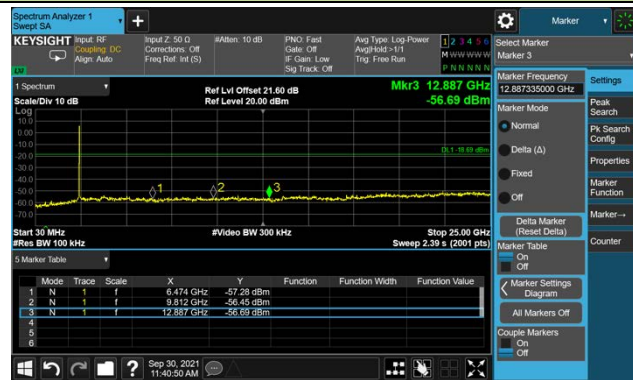 Spectrum Analyzer 1
Swept SA
Marker
KEYSIGHT Input: RF Input Z: 50 Ω #Atten: 10 dB PNO: Fast Avg Type: Log-Power 1 2 3 4 5 6
Coupling: DC Corrections: Off Gate: Off Avg|Hold:>1/1 M W W W W W
Align: Auto Freq Ref: Int (S) IF Gain: Low Trig: Free Run P N N N N N
Sig Track: Off
Select Marker
Marker 3
1 Spectrum
Ref Lvl Offset 21.60 dB
Mkr3 12.887 GHz
Scale/Div 10 dB
Ref Level 20.00 dBm
-56.69 dBm
Log
10.0
0.00
-10.0
-20.0
-30.0
-40.0
-50.0
-60.0
-70.0
DL1 -18.69 dBm
1
2
3
Start 30 MHz #Video BW 300 kHz Stop 25.00 GHz
#Res BW 100 kHz Sweep 2.39 s (2001 pts)
5 Marker Table
Mode Trace Scale X Y Function Function Width Function Value
1 N 1 f 6.474 GHz -57.28 dBm
2 N 1 f 9.812 GHz -56.45 dBm
3 N 1 f 12.887 GHz -56.69 dBm
4
5
6
Marker Frequency
12.887335000 GHz
Marker Mode
Normal
Delta (Δ)
Fixed
Off
Delta Marker
(Reset Delta)
Marker Table
On
Off
Marker Settings
Diagram
All Markers Off
Couple Markers
On
Off
Settings
Peak
Search
Pk Search
Config
Properties
Marker
Function
Marker→
Counter
Sep 30, 2021
11:40:50 AM